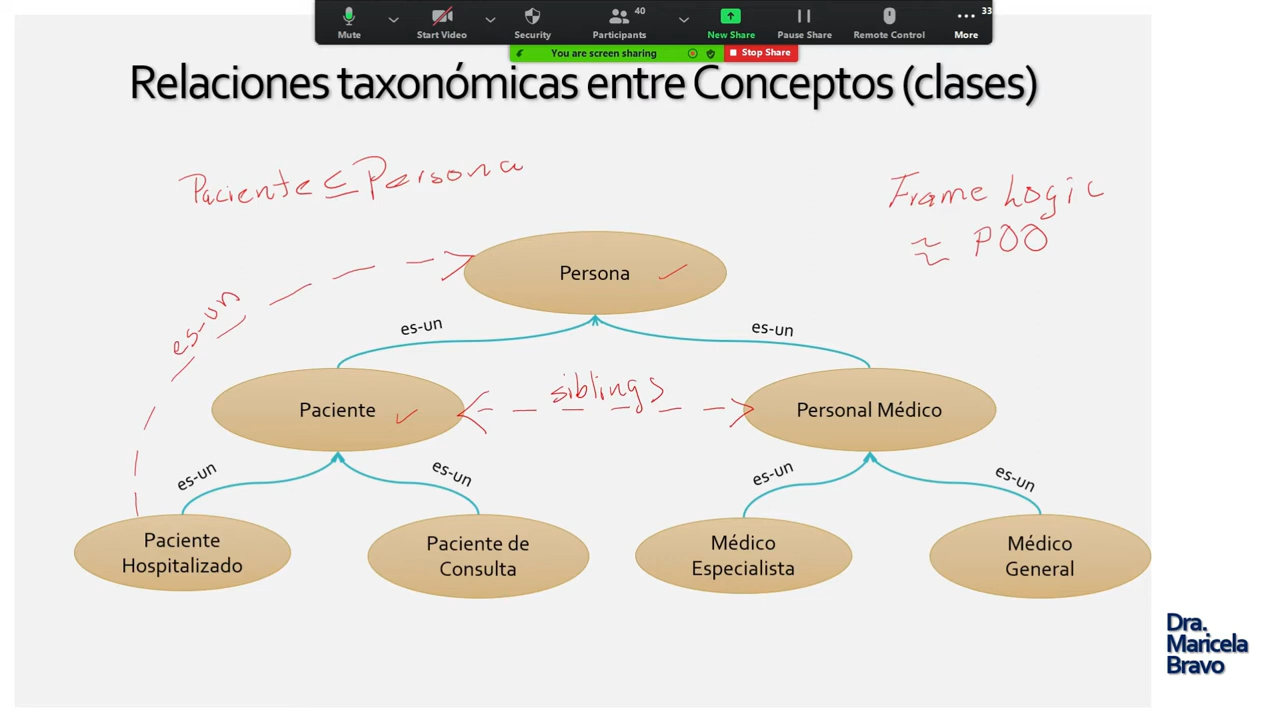 40
33
Mute
Start Video
Security
Participants
New Share
Pause Share
Remote Control
More
You are screen sharing
Stop Share
Relaciones taxonómicas entre Conceptos (clases)
Paciente ⊆ Persona
Frame Logic
≈ POO
Persona
es-un
es-un
es-un
siblings
Paciente
Personal Médico
es-un
es-un
es-un
es-un
Paciente
Hospitalizado
Paciente de
Consulta
Médico
Especialista
Médico
General
Dra.
Maricela
Bravo